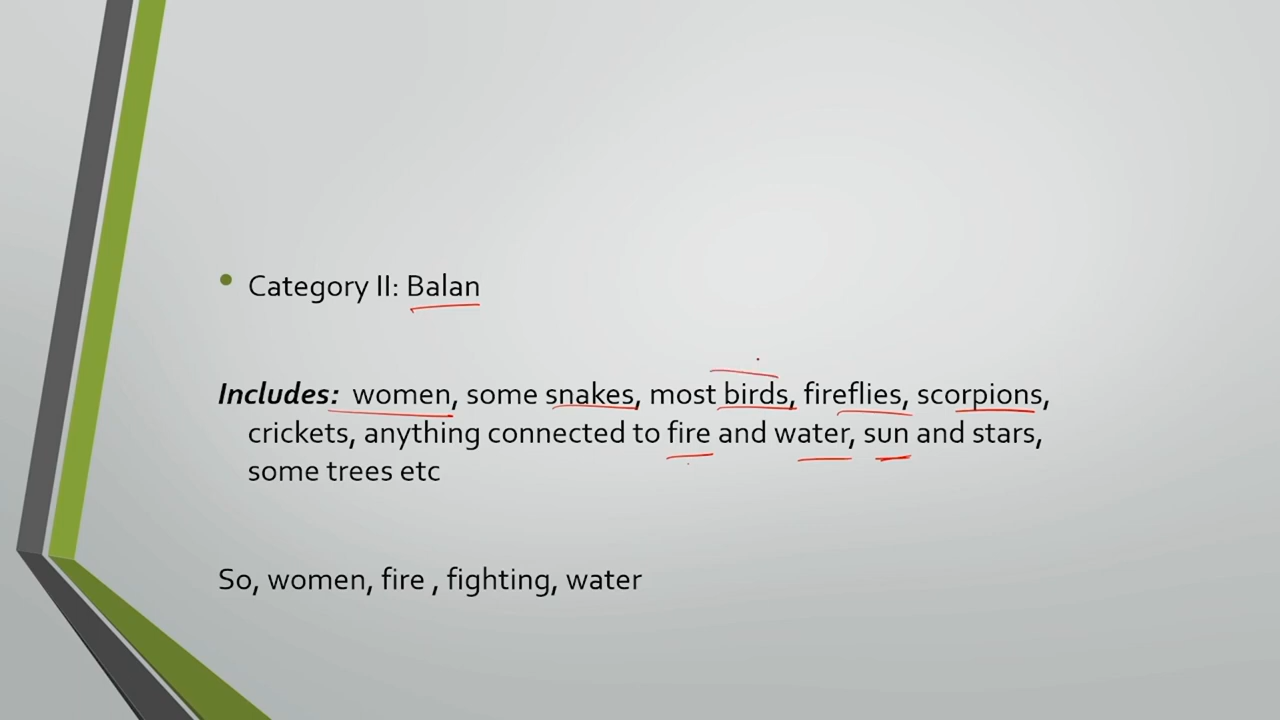 Category II: Balan
Includes: women, some snakes, most birds, fireflies, scorpions,
crickets, anything connected to fire and water, sun and stars,
some trees etc
So, women, fire , fighting, water